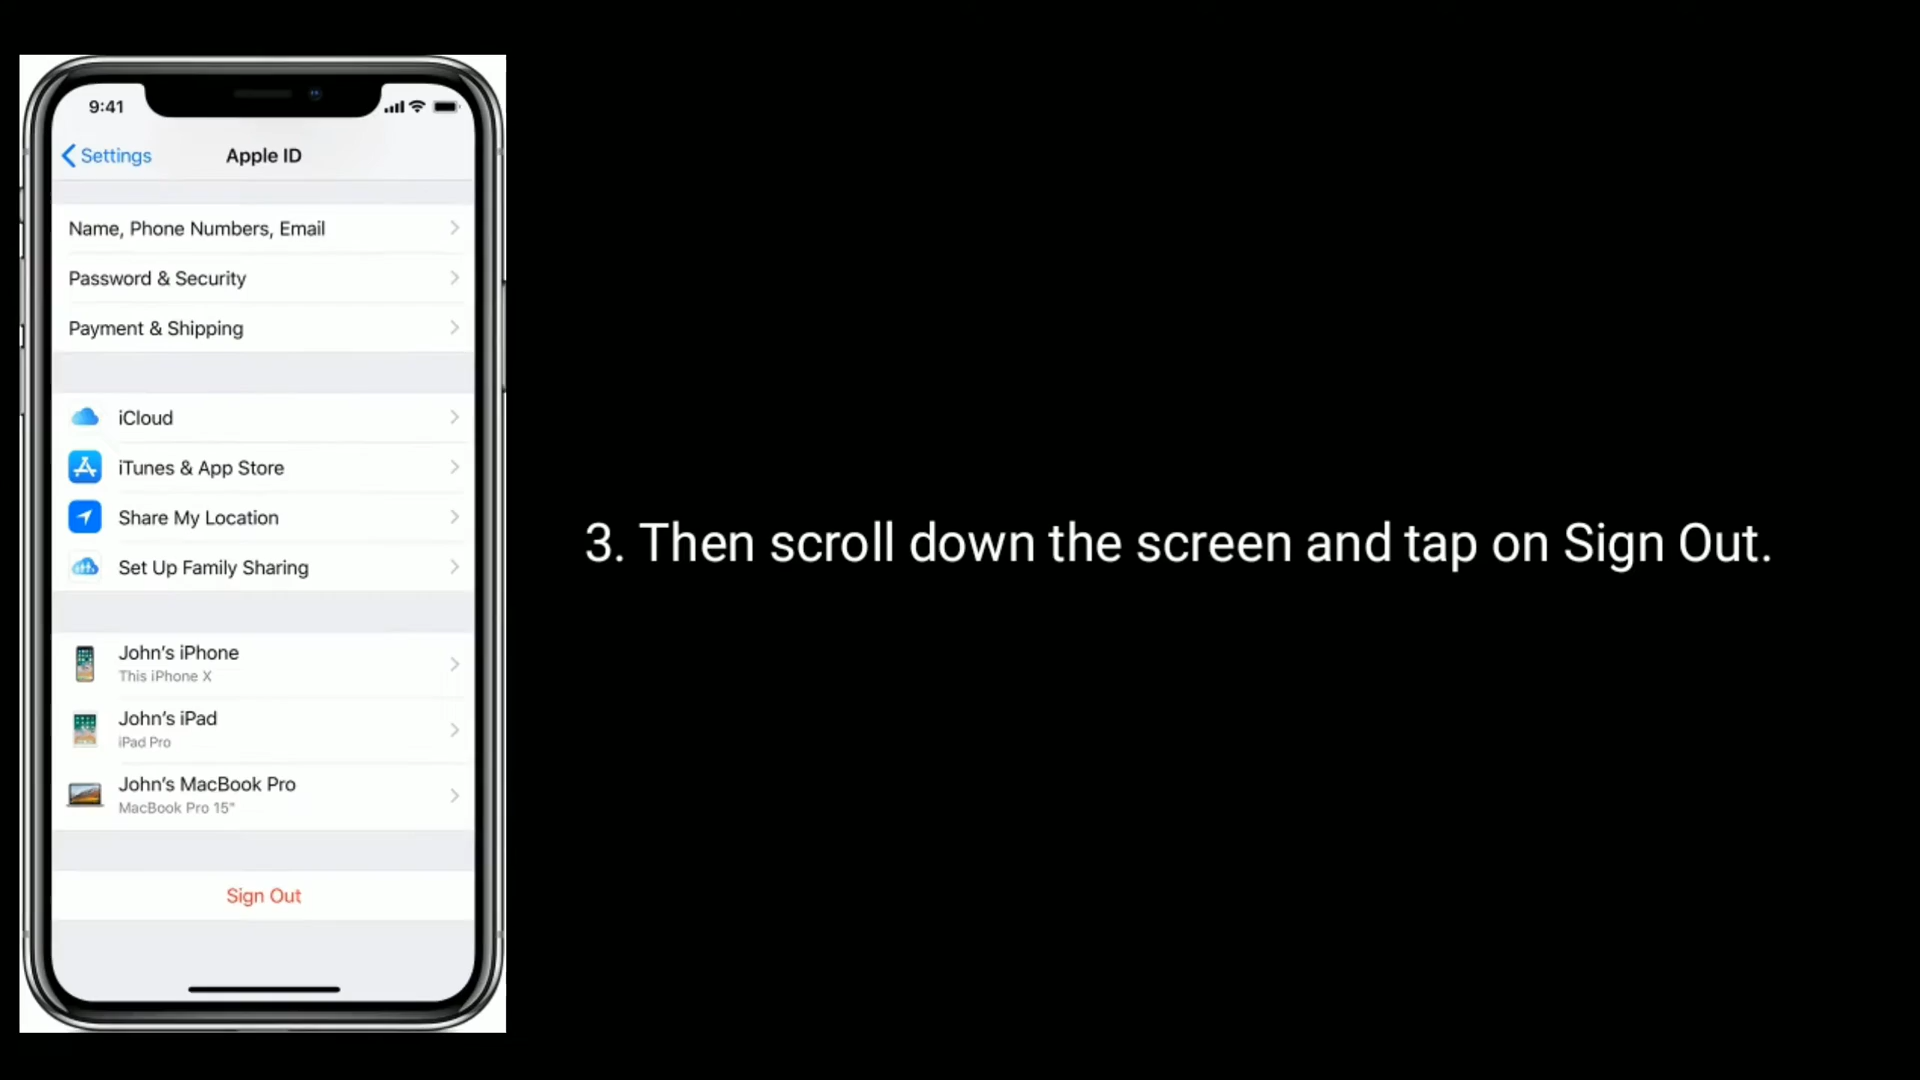 9:41
Settings
Apple ID
Name, Phone Numbers, Email
Password & Security
Payment & Shipping
iCloud
iTunes & App Store
Share My Location
Set Up Family Sharing
John’s iPhone
This iPhone X
John’s iPad
iPad Pro
John’s MacBook Pro
MacBook Pro 15"
Sign Out
3. Then scroll down the screen and tap on Sign Out.